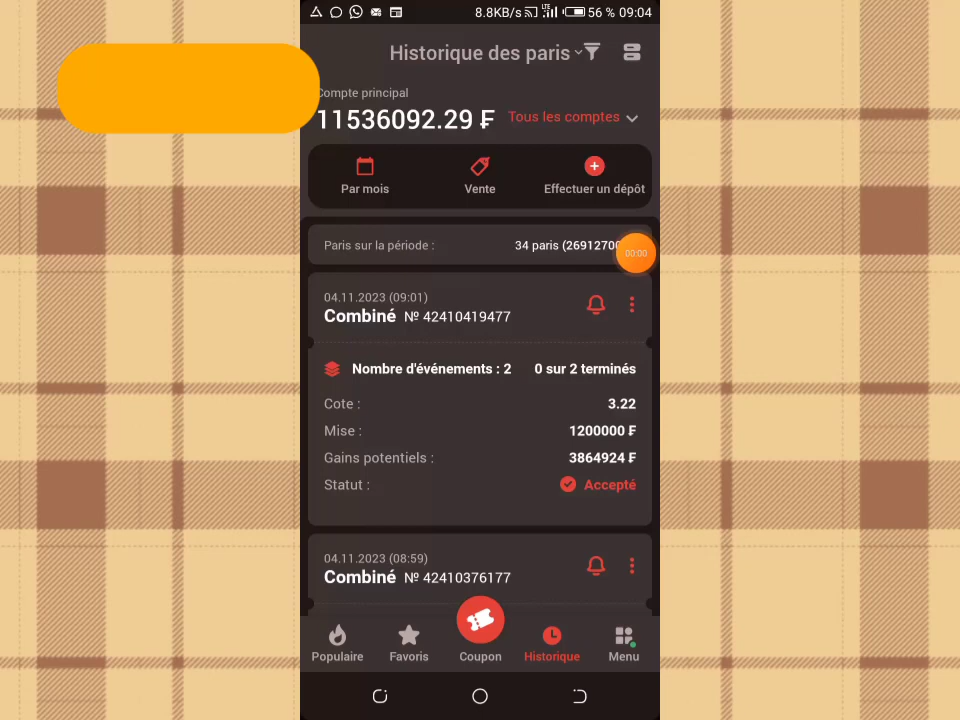 8.8KB/s LTE 56 % 09:04
Historique des paris
Compte principal
11536092.29 ₣ Tous les comptes
Par mois Vente Effectuer un dépôt
Paris sur la période : 34 paris (2691270
00:00
04.11.2023 (09:01)
Combiné № 42410419477
Nombre d'événements : 2 0 sur 2 terminés
Cote : 3.22
Mise : 1200000 ₣
Gains potentiels : 3864924 ₣
Statut : Accepté
04.11.2023 (08:59)
Combiné № 42410376177
Populaire Favoris Coupon Historique Menu